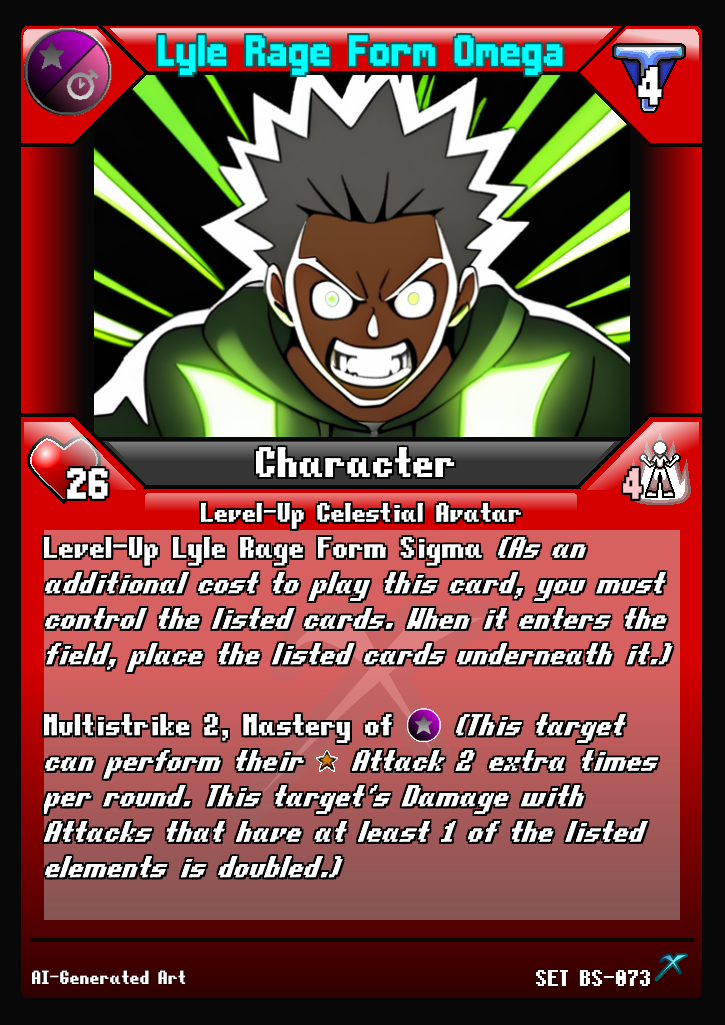 Lyle Rage Form Omega
4
Character
26
4
Level-Up Celestial Avatar
Level-Up Lyle Rage Form Sigma (As an
additional cost to play this card, you must
control the listed cards. When it enters the
field, place the listed cards underneath it.)
Multistrike 2, Mastery of (This target
can perform their Attack 2 extra times
per round. This target's Damage with
Attacks that have at least 1 of the listed
elements is doubled.)
AI-Generated Art
SET BS-073